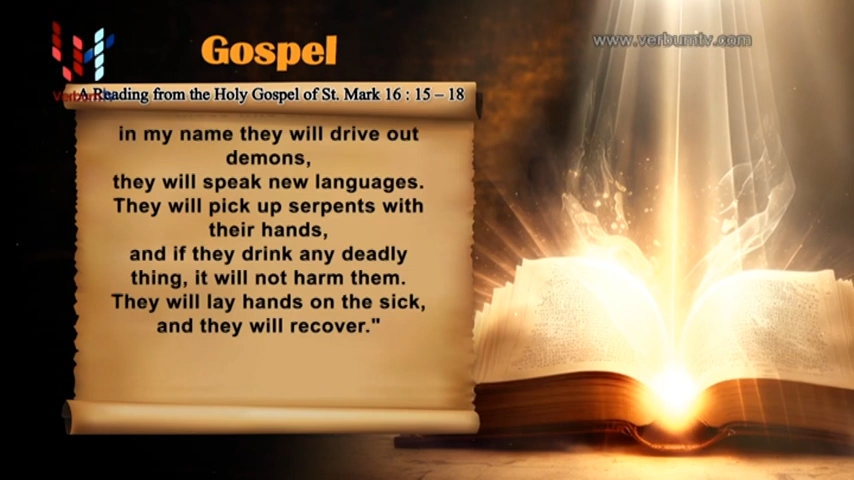 Gospel
www.verbumtv.com
A Reading from the Holy Gospel of St. Mark 16 : 15 – 18
in my name they will drive out
demons,
they will speak new languages.
They will pick up serpents with
their hands,
and if they drink any deadly
thing, it will not harm them.
They will lay hands on the sick,
and they will recover."